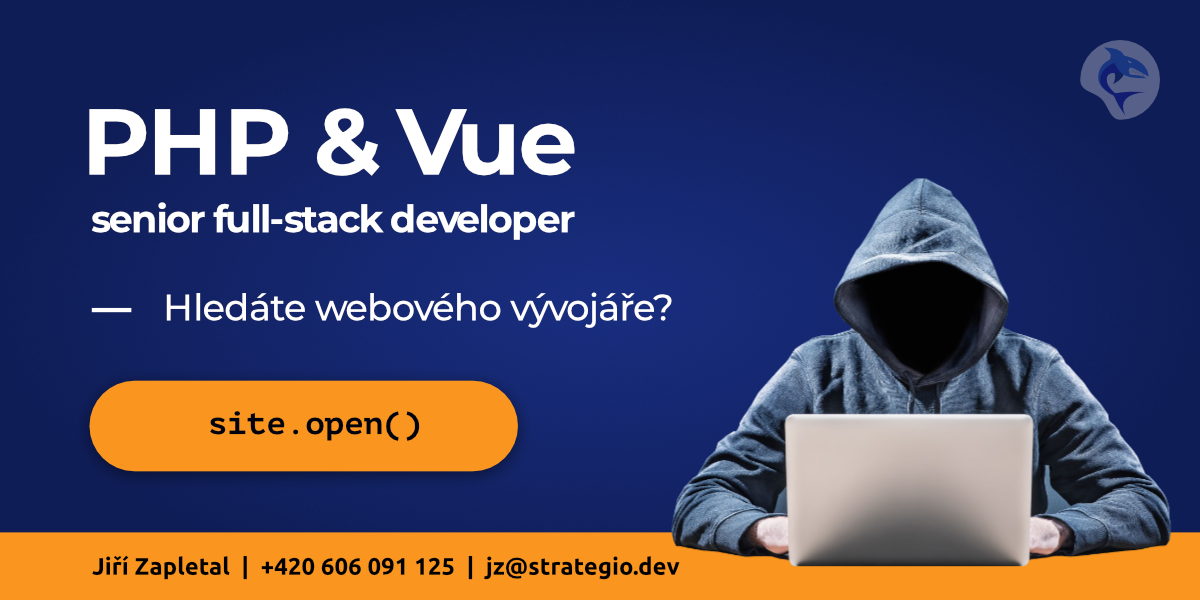 PHP & Vue
senior full-stack developer
— Hledáte webového vývojáře?
site.open()
Jiří Zapletal | +420 606 091 125 | jz@strategio.dev